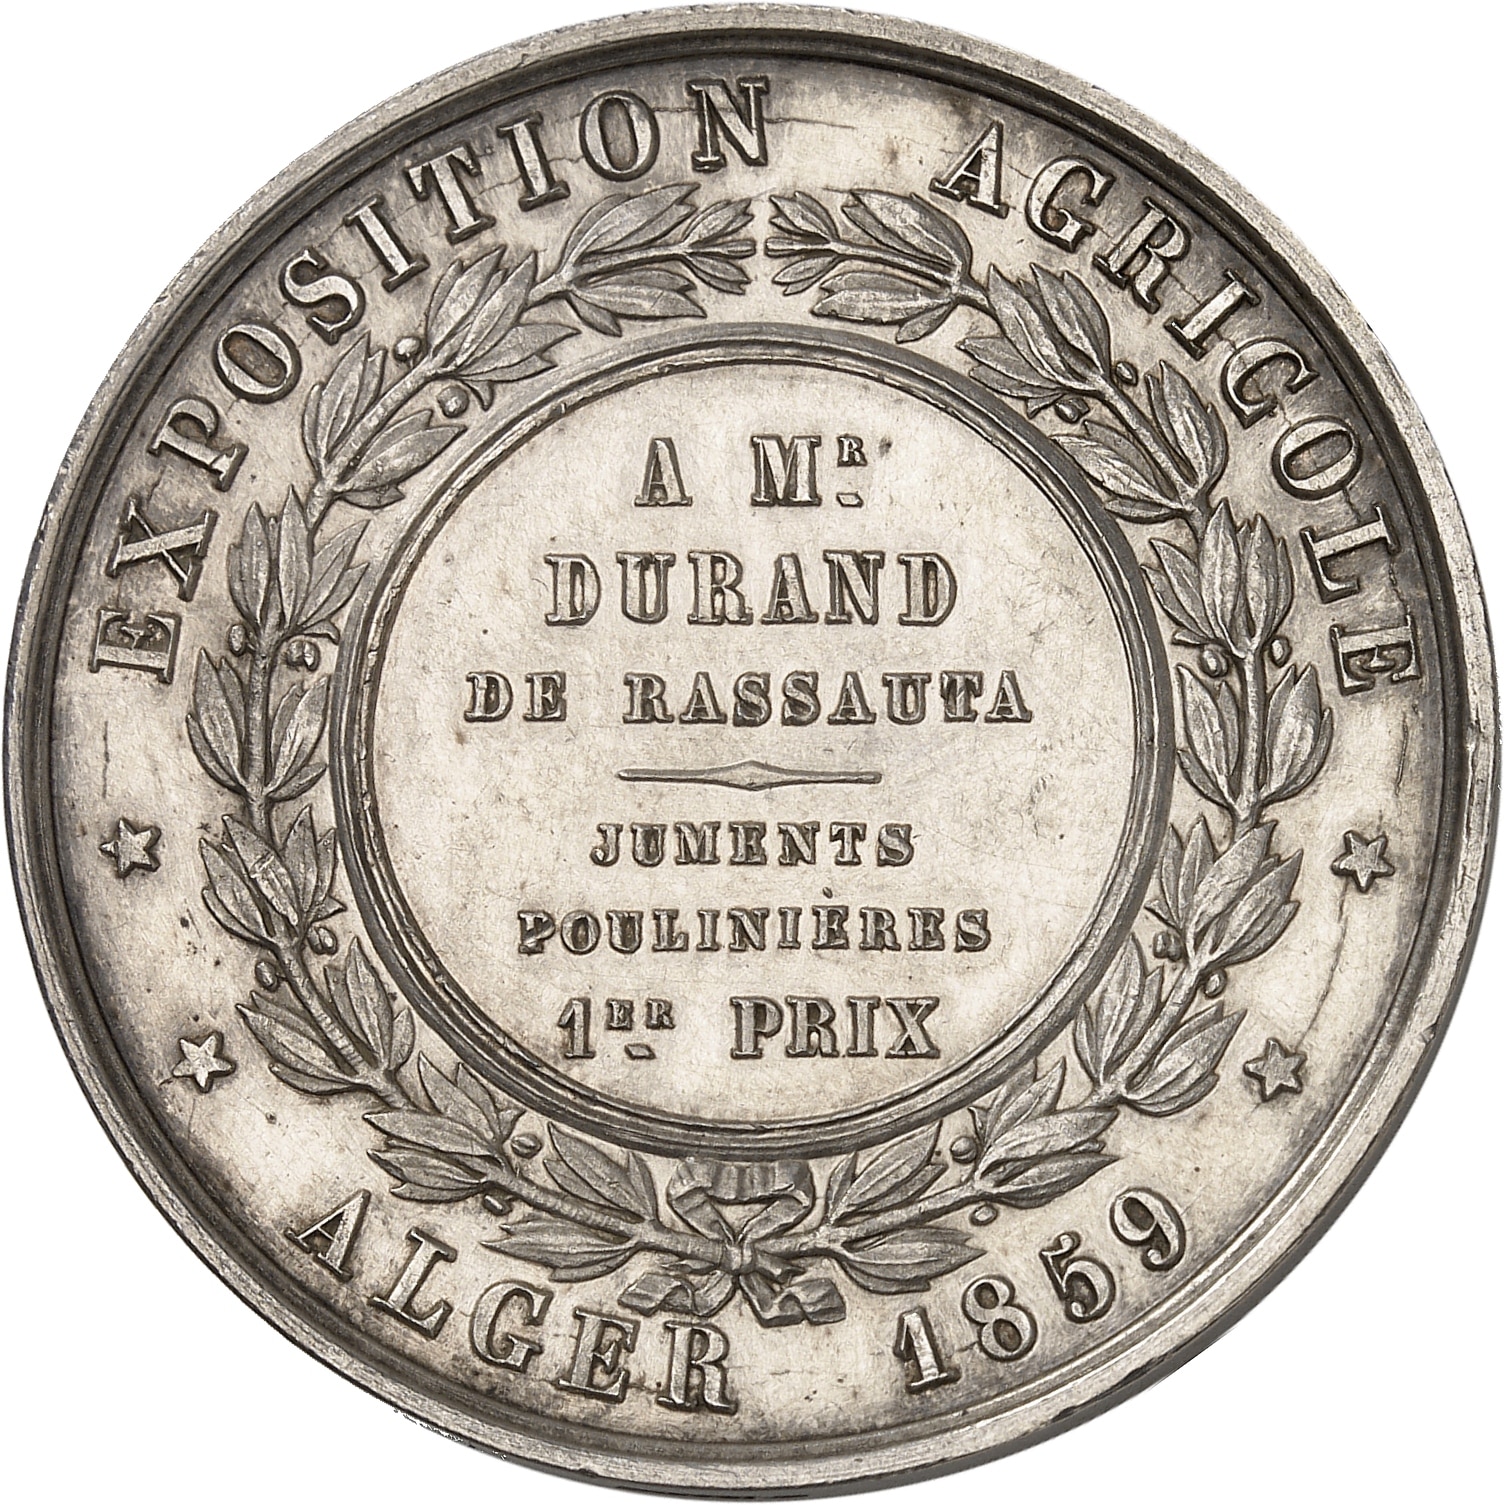 EXPOSITION AGRICOLE
A MR.
DURAND
DE RASSAUTA
JUMENTS
POULINIÈRES
1ER PRIX
ALGER 1859